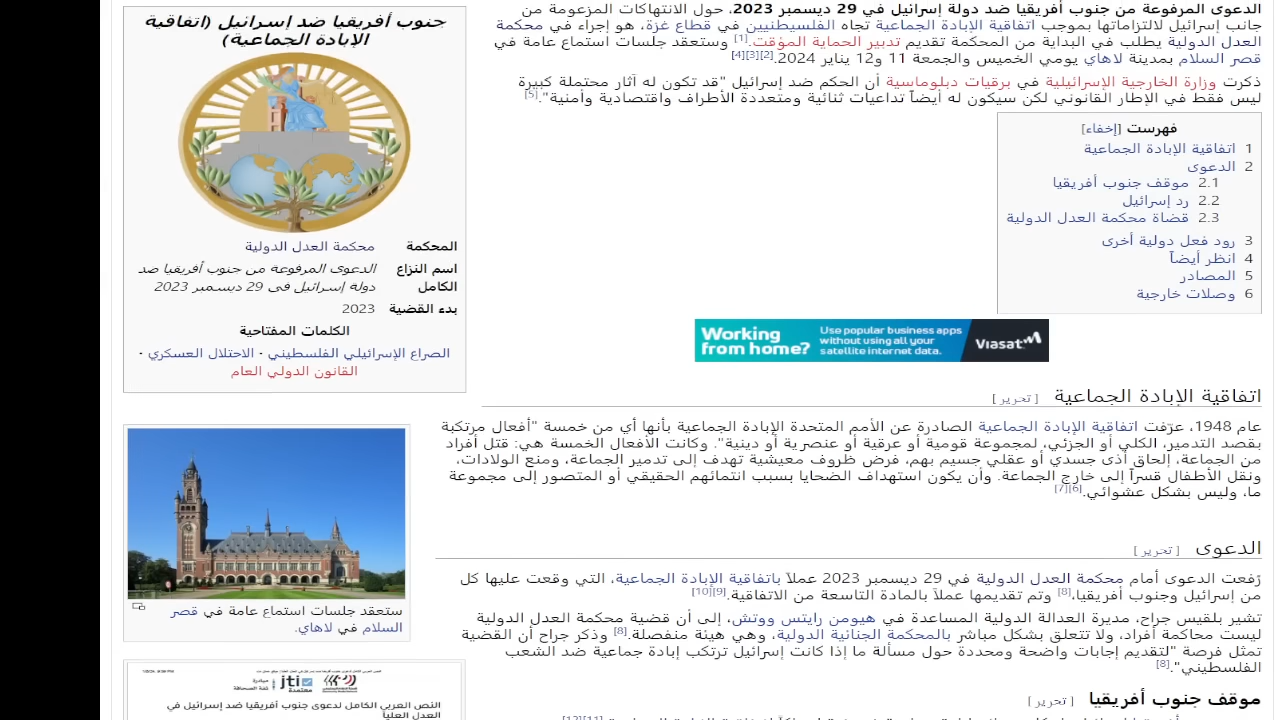 الدعوى المرفوعة من جنوب أفريقيا ضد دولة إسرائيل في 29 ديسمبر 2023. حول الانتهاكات المزعومة من
جانب إسرائيل لالتزاماتها بموجب اتفاقية الإبادة الجماعية تجاه الفلسطينيين في قطاع غزة، هو إجراء في محكمة
العدل الدولية يطلب في البداية من المحكمة تقديم تدبير الحماية المؤقت.[1] وستعقد جلسات استماع عامة في
قصر السلام بمدينة لاهاي يومي الخميس والجمعة 11 و12 يناير 2024.[2][3][4]
ذكرت وزارة الخارجية الإسرائيلية في برقيات دبلوماسية أن الحكم ضد إسرائيل "قد تكون له آثار محتملة كبيرة
ليس فقط في الإطار القانوني لكن سيكون له أيضاً تداعيات ثنائية ومتعددة الأطراف واقتصادية وأمنية".[5]
فهرست [إخفاء]
1 اتفاقية الإبادة الجماعية
2 الدعوى
2.1 موقف جنوب أفريقيا
2.2 رد إسرائيل
2.3 قضاة محكمة العدل الدولية
3 رود فعل دولية أخرى
4 انظر أيضاً
5 المصادر
6 وصلات خارجية
Working from home?
Use popular business apps
without using all your
satellite internet data.
Viasat
اتفاقية الإبادة الجماعية [ تحرير ]
عام 1948، عرّفت اتفاقية الإبادة الجماعية الصادرة عن الأمم المتحدة الإبادة الجماعية بأنها أي من خمسة "أفعال مرتكبة
بقصد التدمير، الكلي أو الجزئي، لمجموعة قومية أو عرقية أو عنصرية أو دينية". وكانت الأفعال الخمسة هي: قتل أفراد
من الجماعة، إلحاق أذى جسدي أو عقلي جسيم بهم، فرض ظروف معيشية تهدف إلى تدمير الجماعة، ومنع الولادات،
ونقل الأطفال قسراً إلى خارج الجماعة. وأن يكون استهداف الضحايا بسبب انتمائهم الحقيقي أو المتصور إلى مجموعة
ما، وليس بشكل عشوائي.[6][7]
الدعوى [ تحرير ]
رُفعت الدعوى أمام محكمة العدل الدولية في 29 ديسمبر 2023 عملاً باتفاقية الإبادة الجماعية، التي وقعت عليها كل
من إسرائيل وجنوب أفريقيا،[8] وتم تقديمها عملاً بالمادة التاسعة من الاتفاقية.[9][10]
تشير بلقيس جراح، مديرة العدالة الدولية المساعدة في هيومن رايتس ووتش، إلى أن قضية محكمة العدل الدولية
ليست محاكمة أفراد، ولا تتعلق بشكل مباشر بالمحكمة الجنائية الدولية، وهي هيئة منفصلة.[8] وذكر جراح أن القضية
تمثل فرصة "لتقديم إجابات واضحة ومحددة حول مسألة ما إذا كانت إسرائيل ترتكب إبادة جماعية ضد الشعب
الفلسطيني".[8]
موقف جنوب أفريقيا [ تحرير ]
جنوب أفريقيا ضد إسرائيل (اتفاقية
الإبادة الجماعية)
المحكمة محكمة العدل الدولية
اسم النزاع الكامل الدعوى المرفوعة من جنوب أفريقيا ضد
دولة إسرائيل في 29 ديسمبر 2023
بدء القضية 2023
الكلمات المفتاحية
الصراع الإسرائيلي الفلسطيني · الاحتلال العسكري ·
القانون الدولي العام
ستعقد جلسات استماع عامة في قصر
السلام في لاهاي.
jti
النص العربي الكامل لدعوى جنوب أفريقيا ضد إسرائيل في
العدل العليا